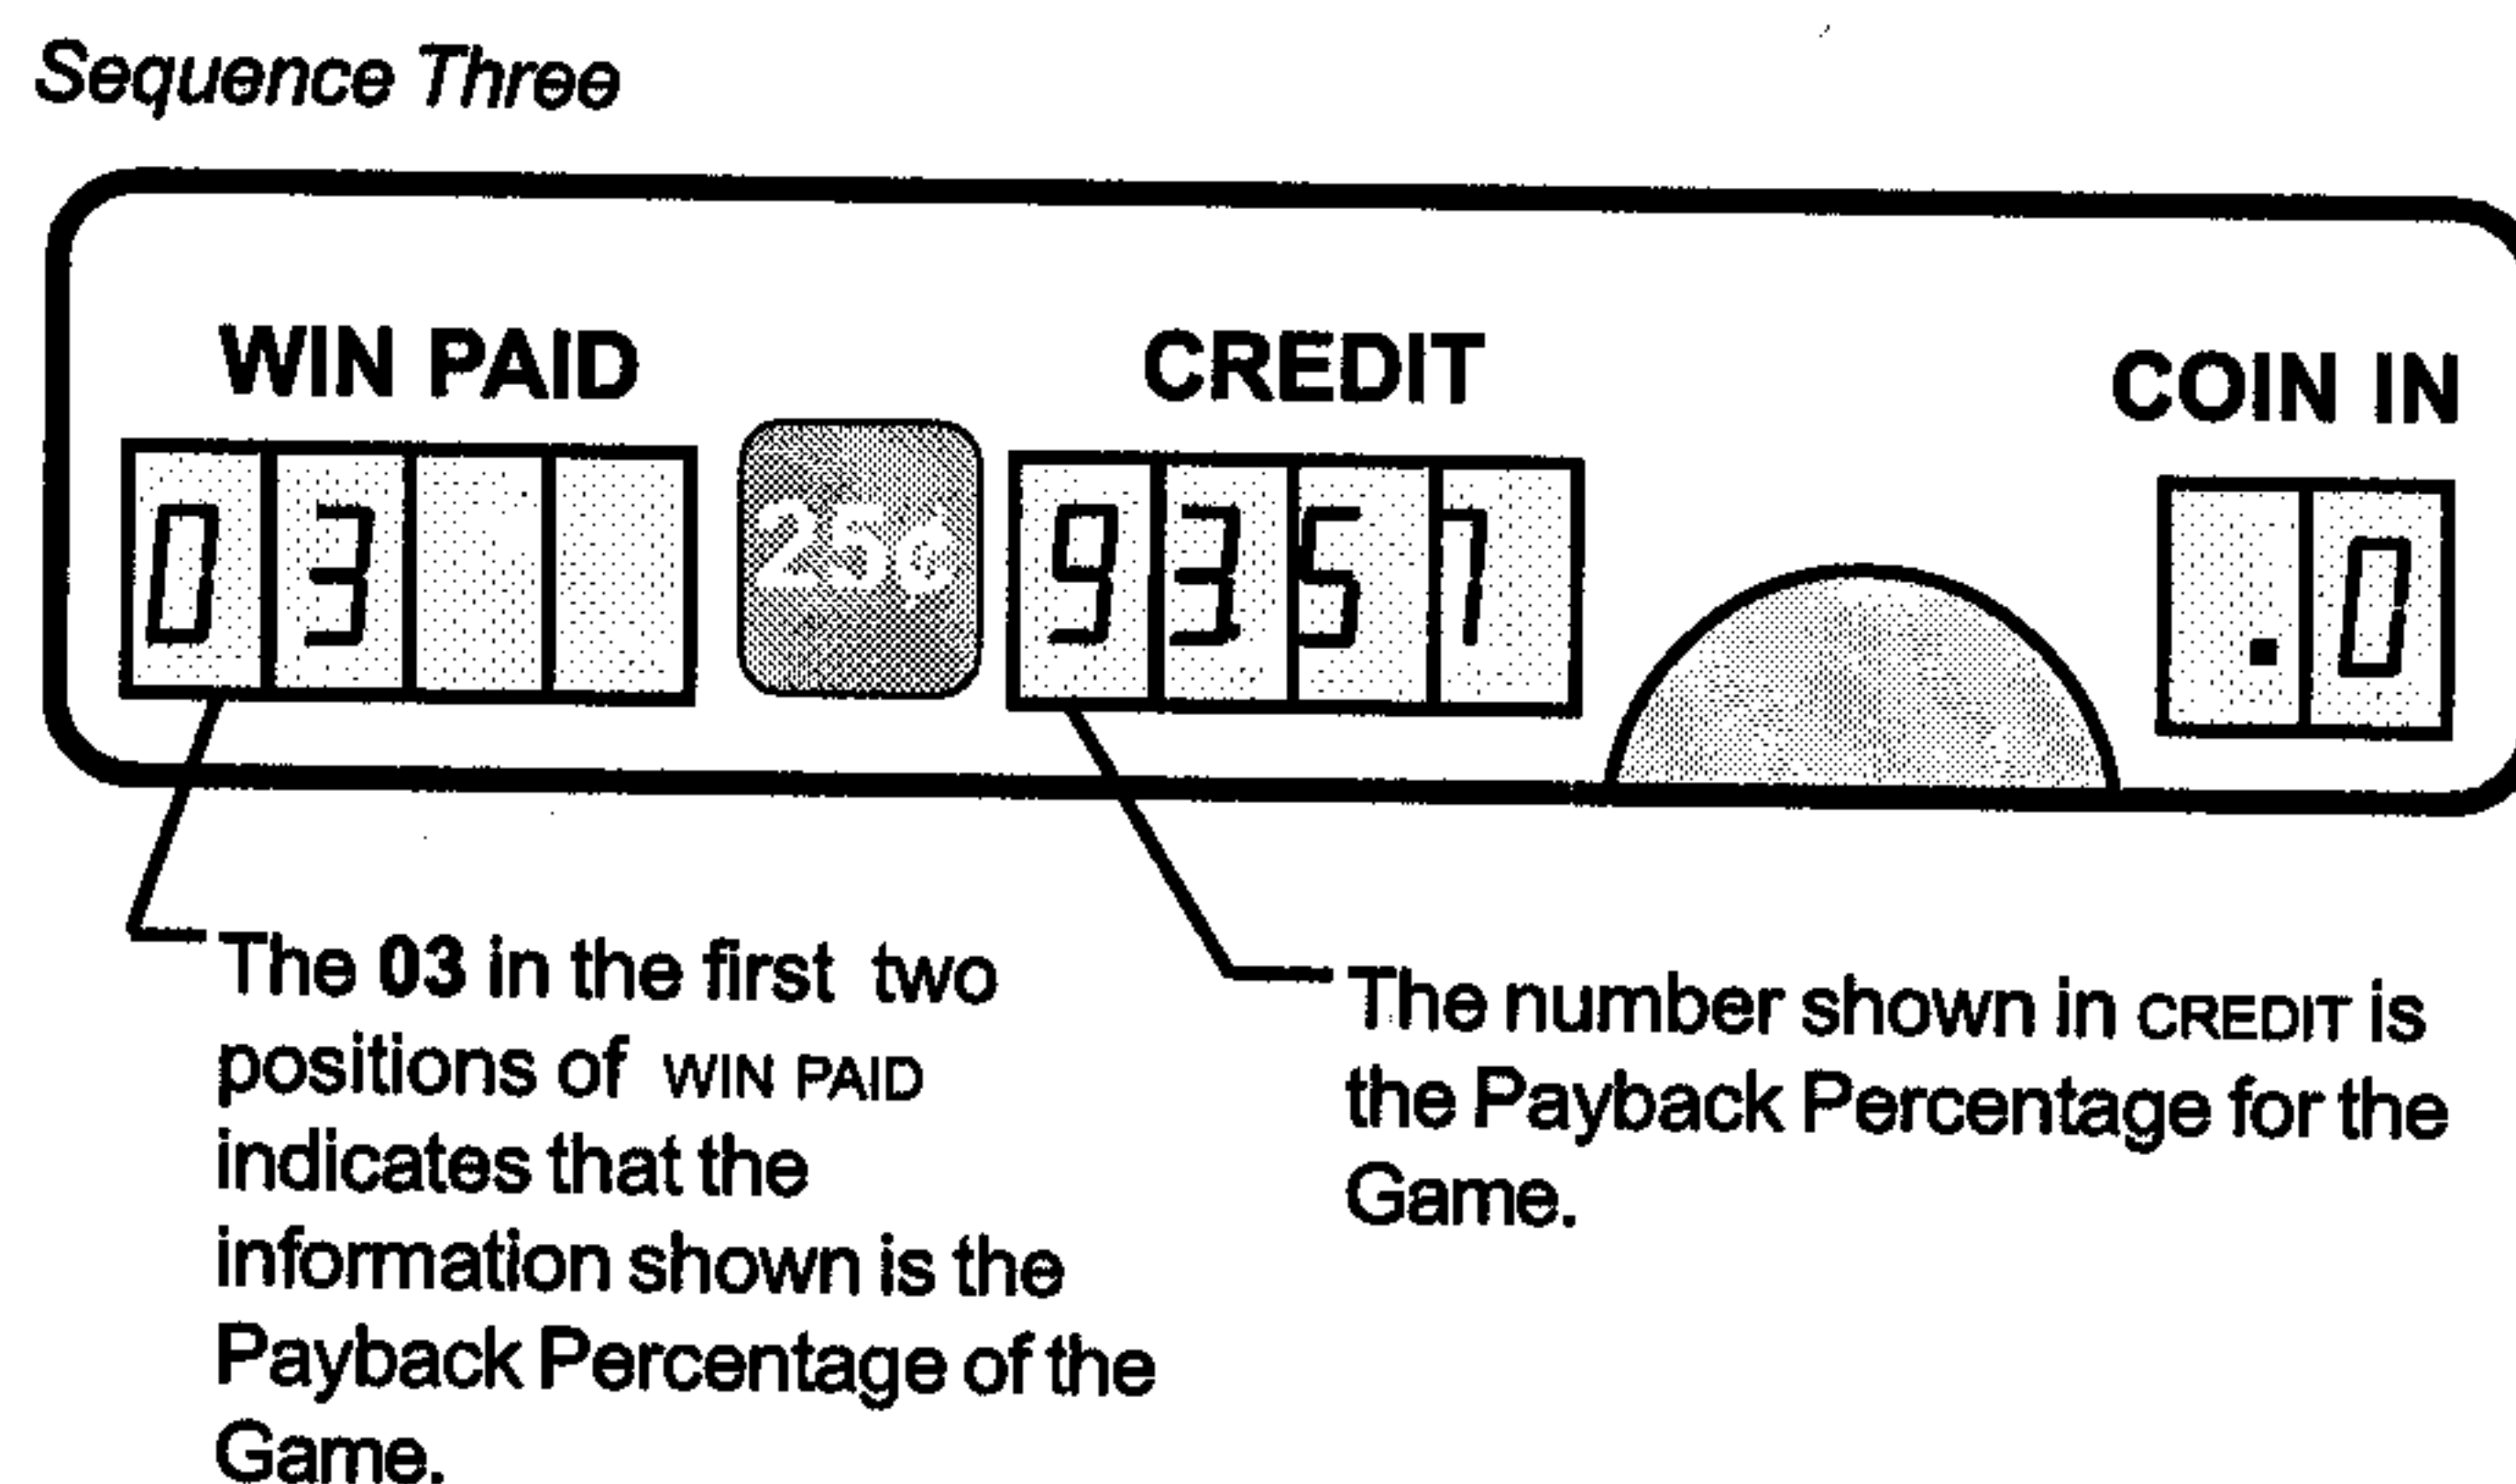 Sequence Three
WIN PAID
CREDIT
COIN IN
03
25¢
9357
.0
The 03 in the first two
positions of WIN PAID
indicates that the
information shown is the
Payback Percentage of the
Game.
The number shown in CREDIT is
the Payback Percentage for the
Game.